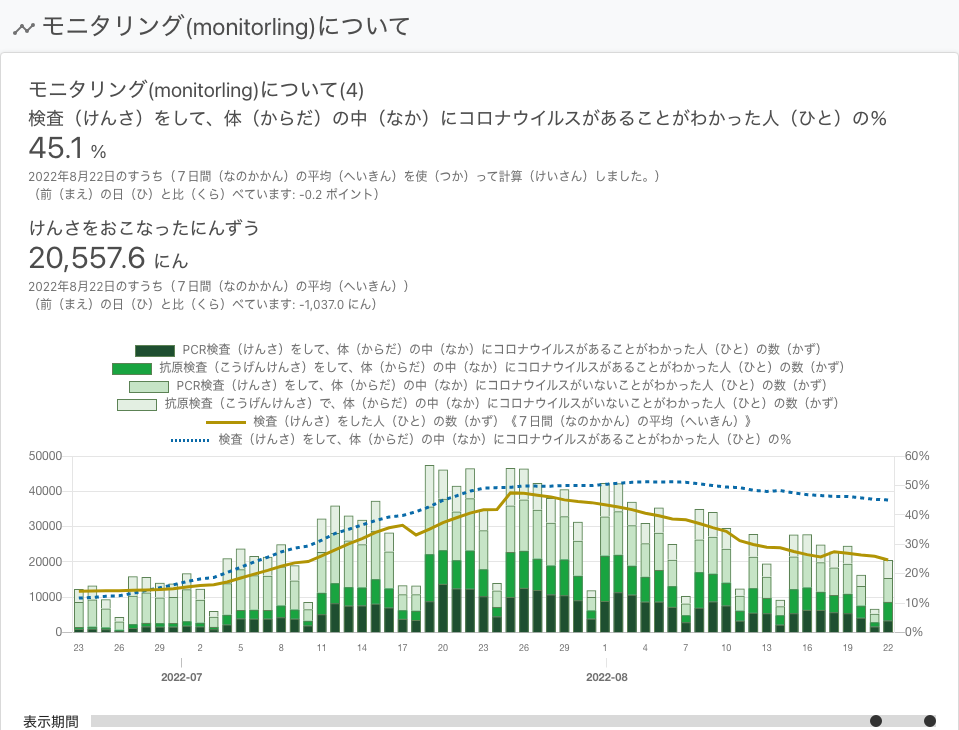 モニタリング(monitorling)について
モニタリング(monitorling)について(4)
検査（けんさ）をして、体（からだ）の中（なか）にコロナウイルスがあることがわかった人（ひと）の%
45.1 %
2022年8月22日のすうち（７日間（なのかかん）の平均（へいきん）を使（つか）って計算（けいさん）しました。）
（前（まえ）の日（ひ）と比（くら）べています: -0.2 ポイント）
けんさをおこなったにんずう
20,557.6 にん
2022年8月22日のすうち（７日間（なのかかん）の平均（へいきん））
（前（まえ）の日（ひ）と比（くら）べています: -1,037.0 にん）
PCR検査（けんさ）をして、体（からだ）の中（なか）にコロナウイルスがあることがわかった人（ひと）の数（かず）
抗原検査（こうげんけんさ）をして、体（からだ）の中（なか）にコロナウイルスがあることがわかった人（ひと）の数（かず）
PCR検査（けんさ）をして、体（からだ）の中（なか）にコロナウイルスがいないことがわかった人（ひと）の数（かず）
抗原検査（こうげんけんさ）で、体（からだ）の中（なか）にコロナウイルスがいないことがわかった人（ひと）の数（かず）
検査（けんさ）をした人（ひと）の数（かず）《７日間（なのかかん）の平均（へいきん）》
検査（けんさ）をして、体（からだ）の中（なか）にコロナウイルスがあることがわかった人（ひと）の%
50000 60%
40000 50%
30000 40%
20000 30%
10000 20%
0 10%
0%
23 26 29 2 5 8 11 14 17 20 23 26 29 1 4 7 10 13 16 19 22
2022-07 2022-08
表示期間